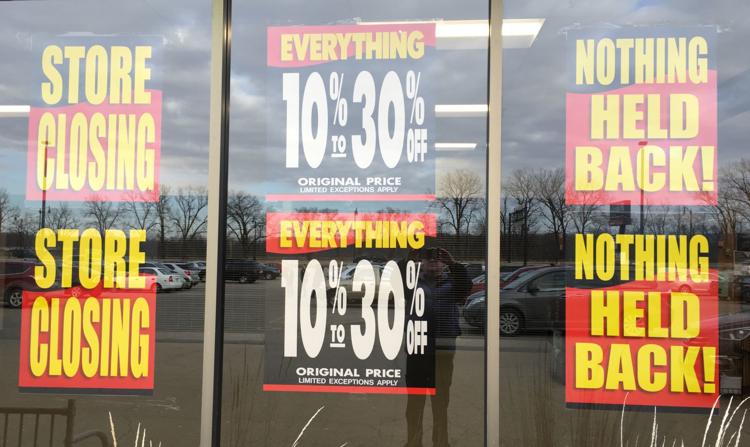 STORE
CLOSING
STORE
CLOSING
EVERYTHING
10% TO 30% OFF
ORIGINAL PRICE
LIMITED EXCEPTIONS APPLY
EVERYTHING
10% TO 30% OFF
ORIGINAL PRICE
LIMITED EXCEPTIONS APPLY
NOTHING
HELD
BACK!
NOTHING
HELD
BACK!